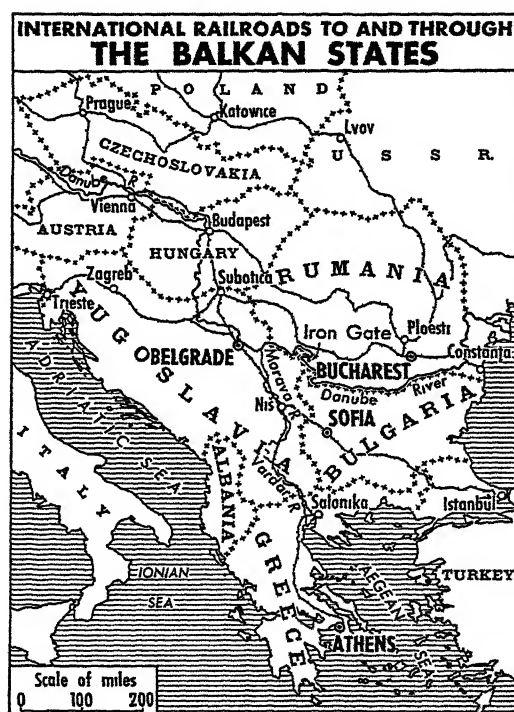 INTERNATIONAL RAILROADS TO AND THROUGH
THE BALKAN STATES
POLAND
Prague
Katowice
Lvov
CZECHOSLOVAKIA
USSR
Danube R.
Vienna
Budapest
AUSTRIA
HUNGARY
RUMANIA
Zagreb
Subotica
Trieste
YUGOSLAVIA
Iron Gate
Ploesti
BELGRADE
BUCHAREST
Constanta
ADRIATIC SEA
Morava R.
Danube River
Niš
SOFIA
BULGARIA
ITALY
ALBANIA
Vardar R.
Salonika
Istanbul
GREECE
IONIAN
SEA
AEGEAN
SEA
TURKEY
ATHENS
Scale of miles
0 100 200